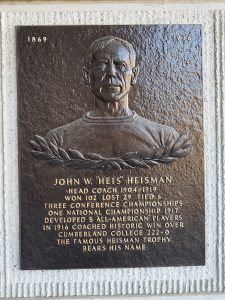 1869 1936
JOHN W. "HEIS" HEISMAN
HEAD COACH 1904-1919
WON 102 LOST 29 TIED 6
THREE CONFERENCE CHAMPIONSHIPS
ONE NATIONAL CHAMPIONSHIP 1917
DEVELOPED 5 ALL-AMERICAN PLAYERS
IN 1916 COACHED HISTORIC WIN OVER
CUMBERLAND COLLEGE 222-0
THE FAMOUS HEISMAN TROPHY
BEARS HIS NAME